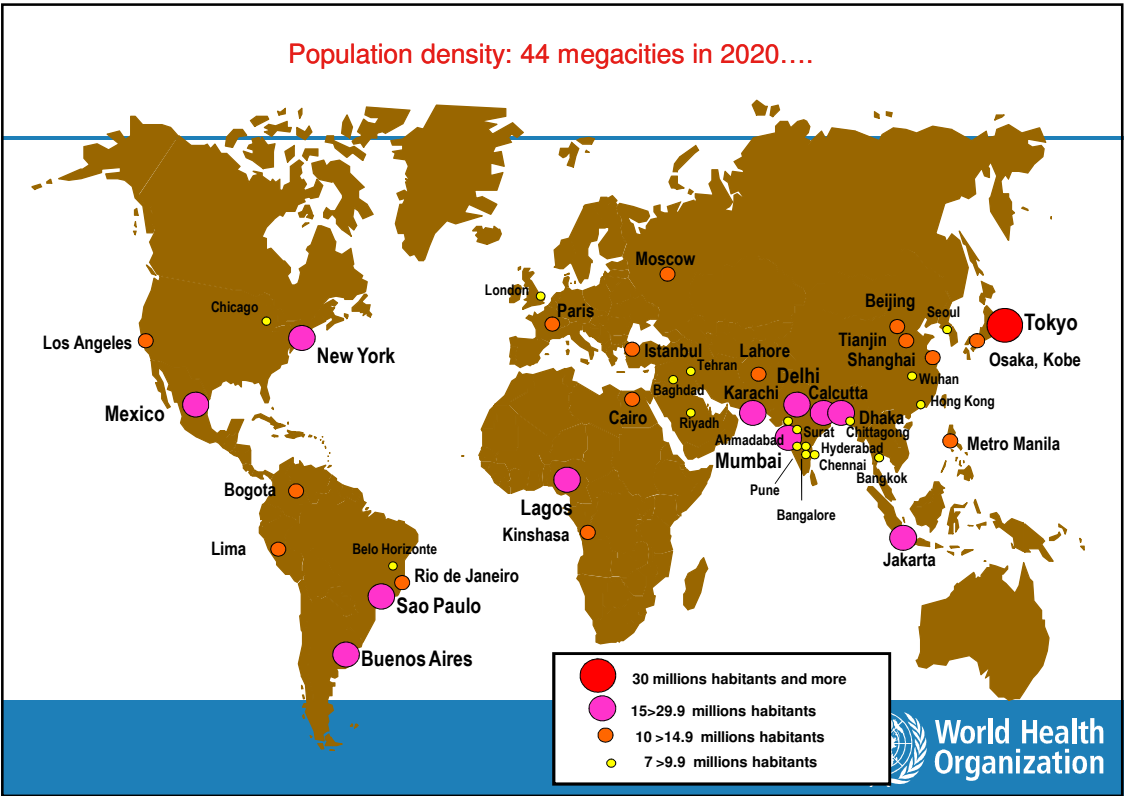 Population density: 44 megacities in 2020….
Moscow
London
Chicago
Paris
Beijing
Seoul
Tokyo
Los Angeles
New York
Istanbul
Lahore
Tianjin
Shanghai
Osaka, Kobe
Tehran
Baghdad
Delhi
Wuhan
Mexico
Cairo
Riyadh
Karachi
Calcutta
Dhaka
Hong Kong
Ahmadabad
Surat
Chittagong
Mumbai
Hyderabad
Chennai
Metro Manila
Bangkok
Pune
Bangalore
Bogota
Lagos
Kinshasa
Lima
Belo Horizonte
Rio de Janeiro
Sao Paulo
Jakarta
Buenos Aires
30 millions habitants and more
15>29.9 millions habitants
10 >14.9 millions habitants
7 >9.9 millions habitants
World Health
Organization